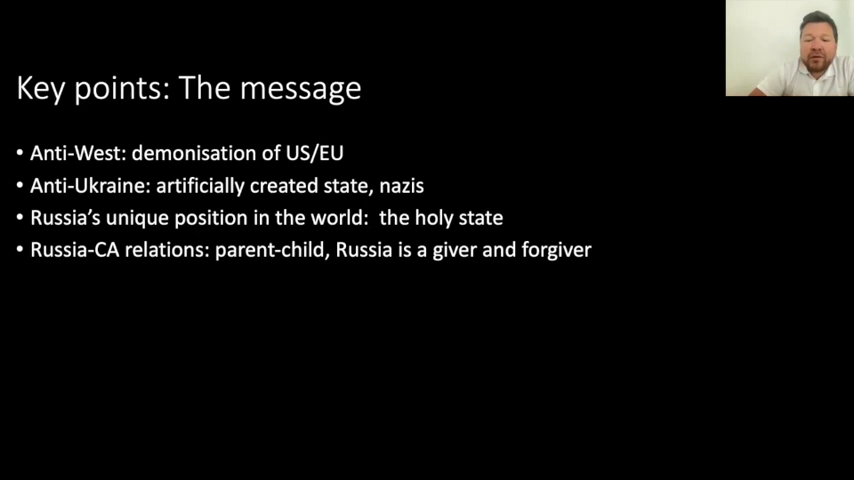 Key points: The message
• Anti-West: demonisation of US/EU
• Anti-Ukraine: artificially created state, nazis
• Russia's unique position in the world:  the holy state
• Russia-CA relations: parent-child, Russia is a giver and forgiver